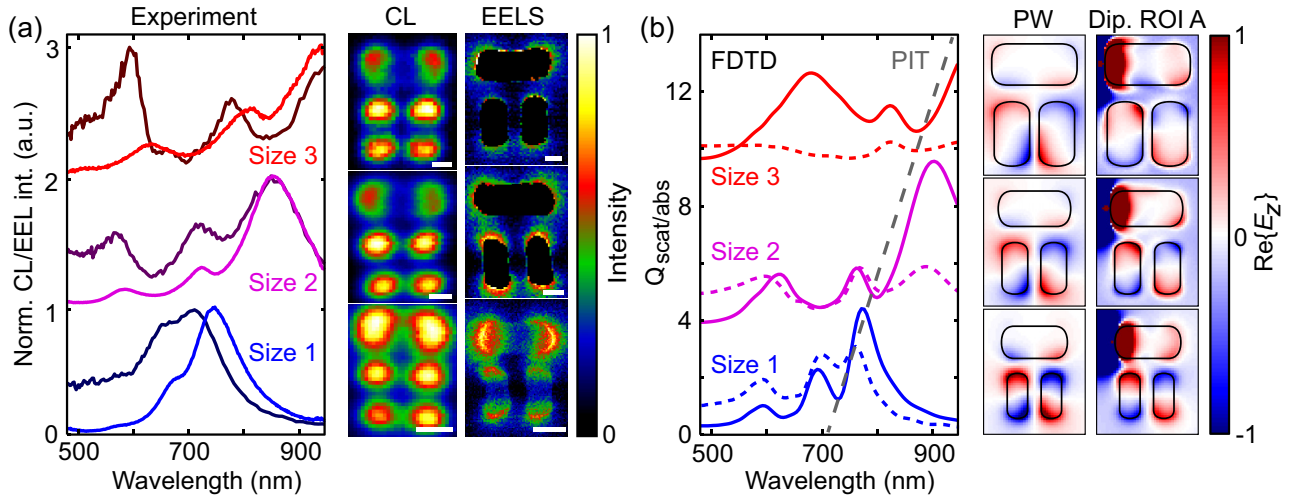 (a)
Experiment
CL
EELS
Norm. CL/EEL int. (a.u.)
3
2
1
0
Size 3
Size 2
Size 1
500
700
900
Wavelength (nm)
1
Intensity
0
(b)
FDTD
PIT
PW
Dip. ROI A
Qscat/abs
12
8
4
0
Size 3
Size 2
Size 1
500
700
900
Wavelength (nm)
1
0
-1
Re{Ez}